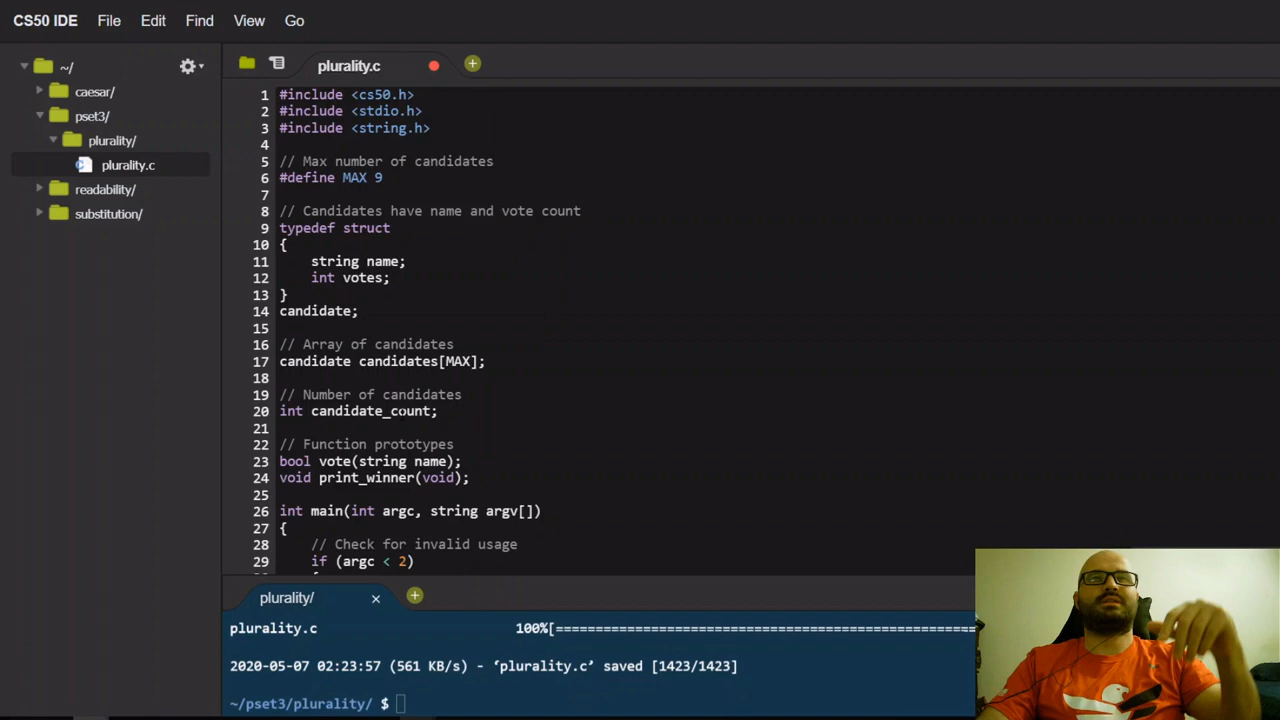 CS50 IDE File Edit Find View Go
~/
caesar/
pset3/
plurality/
plurality.c
readability/
substitution/
plurality.c
1 #include <cs50.h>
2 #include <stdio.h>
3 #include <string.h>
4
5 // Max number of candidates
6 #define MAX 9
7
8 // Candidates have name and vote count
9 typedef struct
10 {
11 string name;
12 int votes;
13 }
14 candidate;
15
16 // Array of candidates
17 candidate candidates[MAX];
18
19 // Number of candidates
20 int candidate_count;
21
22 // Function prototypes
23 bool vote(string name);
24 void print_winner(void);
25
26 int main(int argc, string argv[])
27 {
28 // Check for invalid usage
29 if (argc < 2)
plurality/
plurality.c 100%[=====================================================
2020-05-07 02:23:57 (561 KB/s) - ‘plurality.c’ saved [1423/1423]
~/pset3/plurality/ $